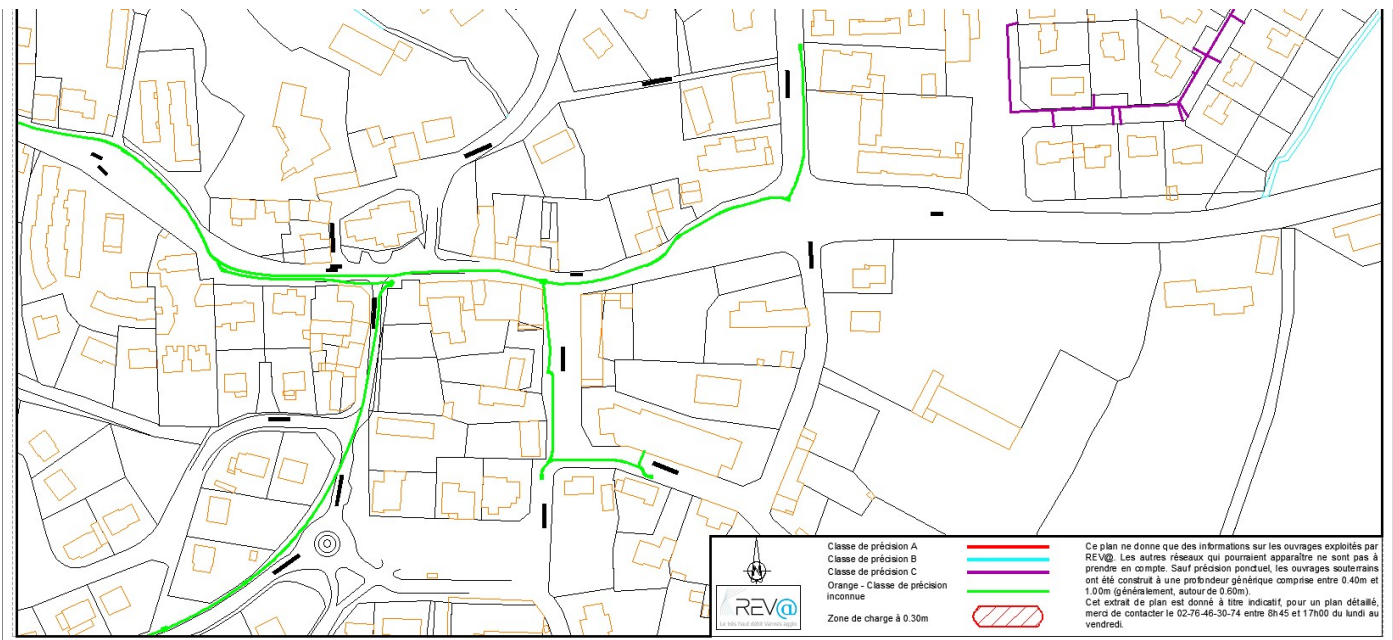 Classe de précision A
Classe de précision B
Classe de précision C
Orange - Classe de précision
inconnue
Zone de charge à 0.30m
Ce plan ne donne que des informations sur les ouvrages exploités par
REV@. Les autres réseaux qui pourraient apparaître ne sont pas à
prendre en compte. Sauf précision ponctuel, les ouvrages souterrains
ont été construit à une profondeur générique comprise entre 0.40m et
1.00m (généralement, autour de 0.60m).
Cet extrait de plan est donné à titre indicatif, pour un plan détaillé,
merci de contacter le 02-76-46-30-74 entre 8h45 et 17h00 du lundi au
vendredi.
N
REV@